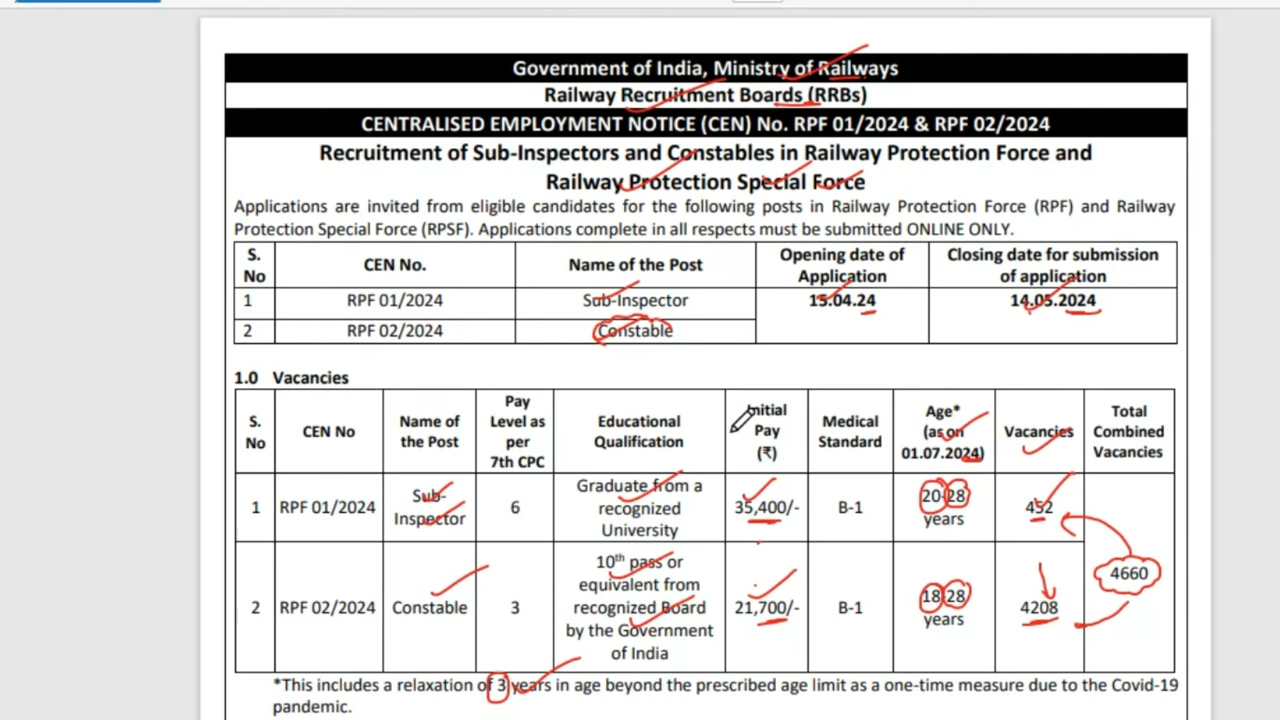 Government of India, Ministry of Railways
Railway Recruitment Boards (RRBs)
CENTRALISED EMPLOYMENT NOTICE (CEN) No. RPF 01/2024 & RPF 02/2024
Recruitment of Sub-Inspectors and Constables in Railway Protection Force and
Railway Protection Special Force
Applications are invited from eligible candidates for the following posts in Railway Protection Force (RPF) and Railway
Protection Special Force (RPSF). Applications complete in all respects must be submitted ONLINE ONLY.
S. No
CEN No.
Name of the Post
Opening date of Application
Closing date for submission of application
1 RPF 01/2024 Sub-Inspector 15.04.24 14.05.2024
2 RPF 02/2024 Constable
1.0 Vacancies
S. No
CEN No
Name of the Post
Pay Level as per 7th CPC
Educational Qualification
Initial Pay (₹)
Medical Standard
Age* (as on 01.07.2024)
Vacancies
Total Combined Vacancies
1
RPF 01/2024
Sub-
Inspector
6
Graduate from a
recognized
University
35,400/-
B-1
20-28
years
452
4660
2
RPF 02/2024
Constable
3
10th pass or
equivalent from
recognized Board
by the Government
of India
21,700/-
B-1
18-28
years
4208
*This includes a relaxation of 3 years in age beyond the prescribed age limit as a one-time measure due to the Covid-19
pandemic.